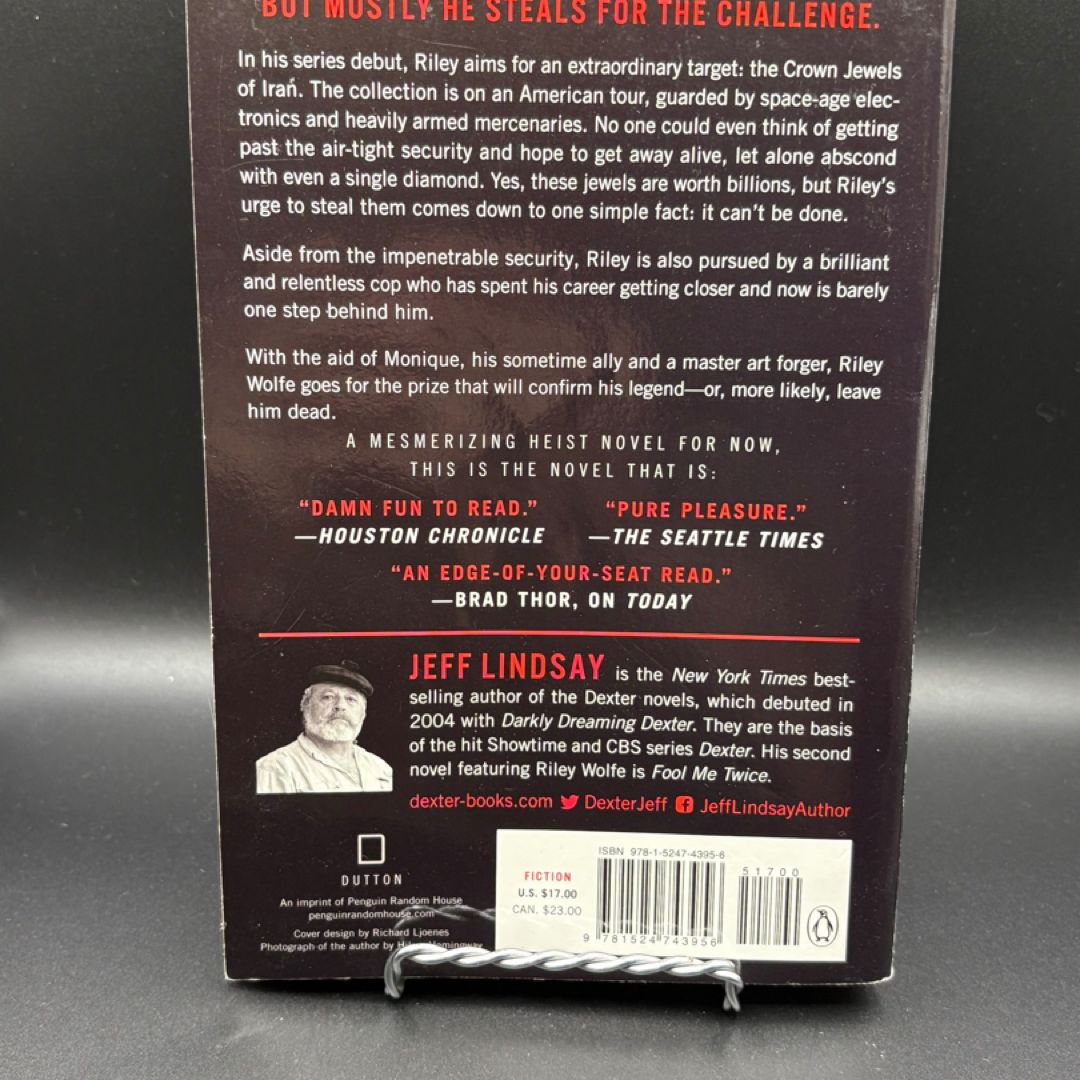 BUT MOSTLY HE STEALS FOR THE CHALLENGE.
In his series debut, Riley aims for an extraordinary target: the Crown Jewels
of Iran. The collection is on an American tour, guarded by space-age elec-
tronics and heavily armed mercenaries. No one could even think of getting
past the air-tight security and hope to get away alive, let alone abscond
with even a single diamond. Yes, these jewels are worth billions, but Riley's
urge to steal them comes down to one simple fact: it can't be done.
Aside from the impenetrable security, Riley is also pursued by a brilliant
and relentless cop who has spent his career getting closer and now is barely
one step behind him.
With the aid of Monique, his sometime ally and a master art forger, Riley
Wolfe goes for the prize that will confirm his legend—or, more likely, leave
him dead.
A MESMERIZING HEIST NOVEL FOR NOW,
THIS IS THE NOVEL THAT IS:
"DAMN FUN TO READ."
—HOUSTON CHRONICLE
"PURE PLEASURE."
—THE SEATTLE TIMES
"AN EDGE-OF-YOUR-SEAT READ."
—BRAD THOR, ON TODAY
JEFF LINDSAY is the New York Times best-
selling author of the Dexter novels, which debuted in
2004 with Darkly Dreaming Dexter. They are the basis
of the hit Showtime and CBS series Dexter. His second
novel featuring Riley Wolfe is Fool Me Twice.
dexter-books.com DexterJeff JeffLindsayAuthor
DUTTON
An imprint of Penguin Random House
penguinrandomhouse.com
Cover design by Richard Ljoenes
Photograph of the author by Hemingway
FICTION
U.S. $17.00
CAN. $23.00
ISBN 978-1-5247-4395-6
51700
9 781524 743956